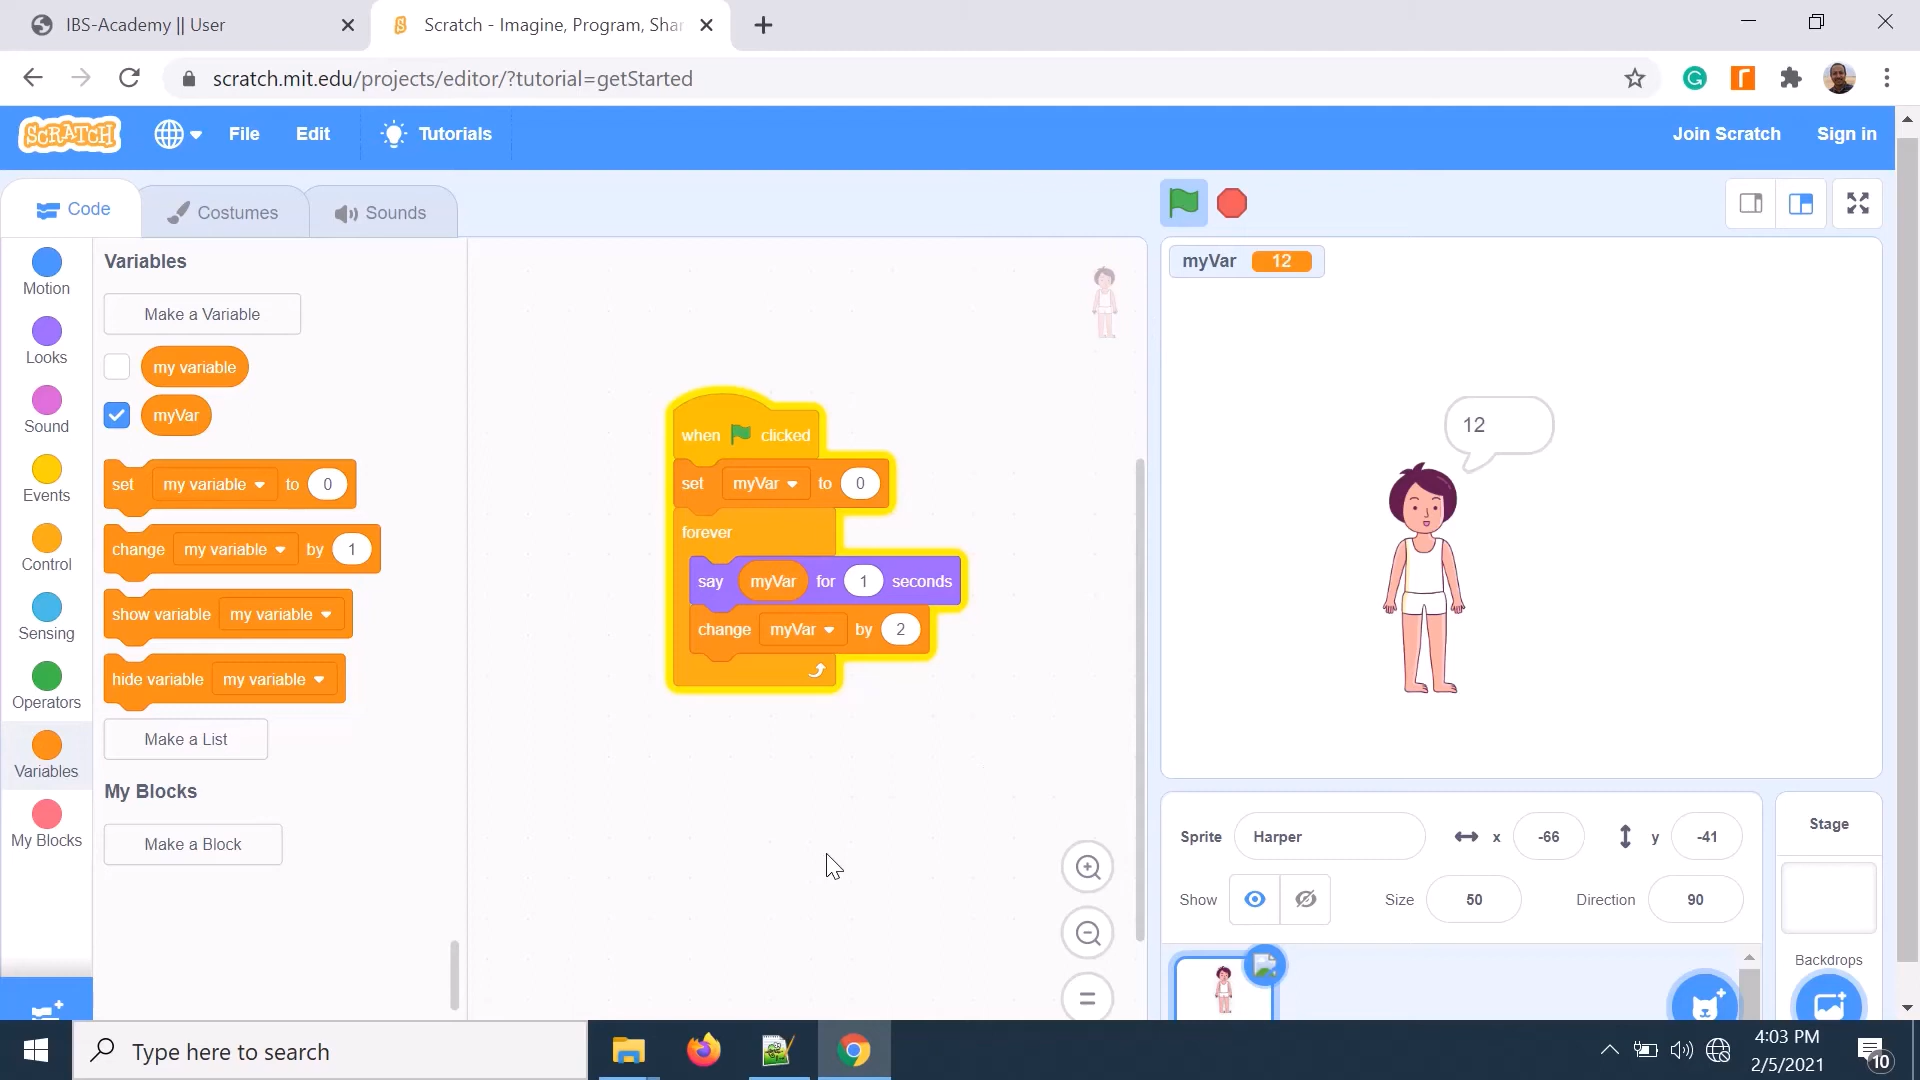 IBS-Academy || User
Scratch - Imagine, Program, Shar
scratch.mit.edu/projects/editor/?tutorial=getStarted
SCRATCH
File
Edit
Tutorials
Join Scratch
Sign in
Code
Costumes
Sounds
Motion
Looks
Sound
Events
Control
Sensing
Operators
Variables
My Blocks
Variables
Make a Variable
my variable
myVar
set my variable to 0
change my variable by 1
show variable my variable
hide variable my variable
Make a List
My Blocks
Make a Block
when clicked
set myVar to 0
forever
say myVar for 1 seconds
change myVar by 2
myVar 12
12
Sprite Harper x -66 y -41
Show Size 50 Direction 90
Stage
Backdrops
Type here to search
4:03 PM
2/5/2021
10